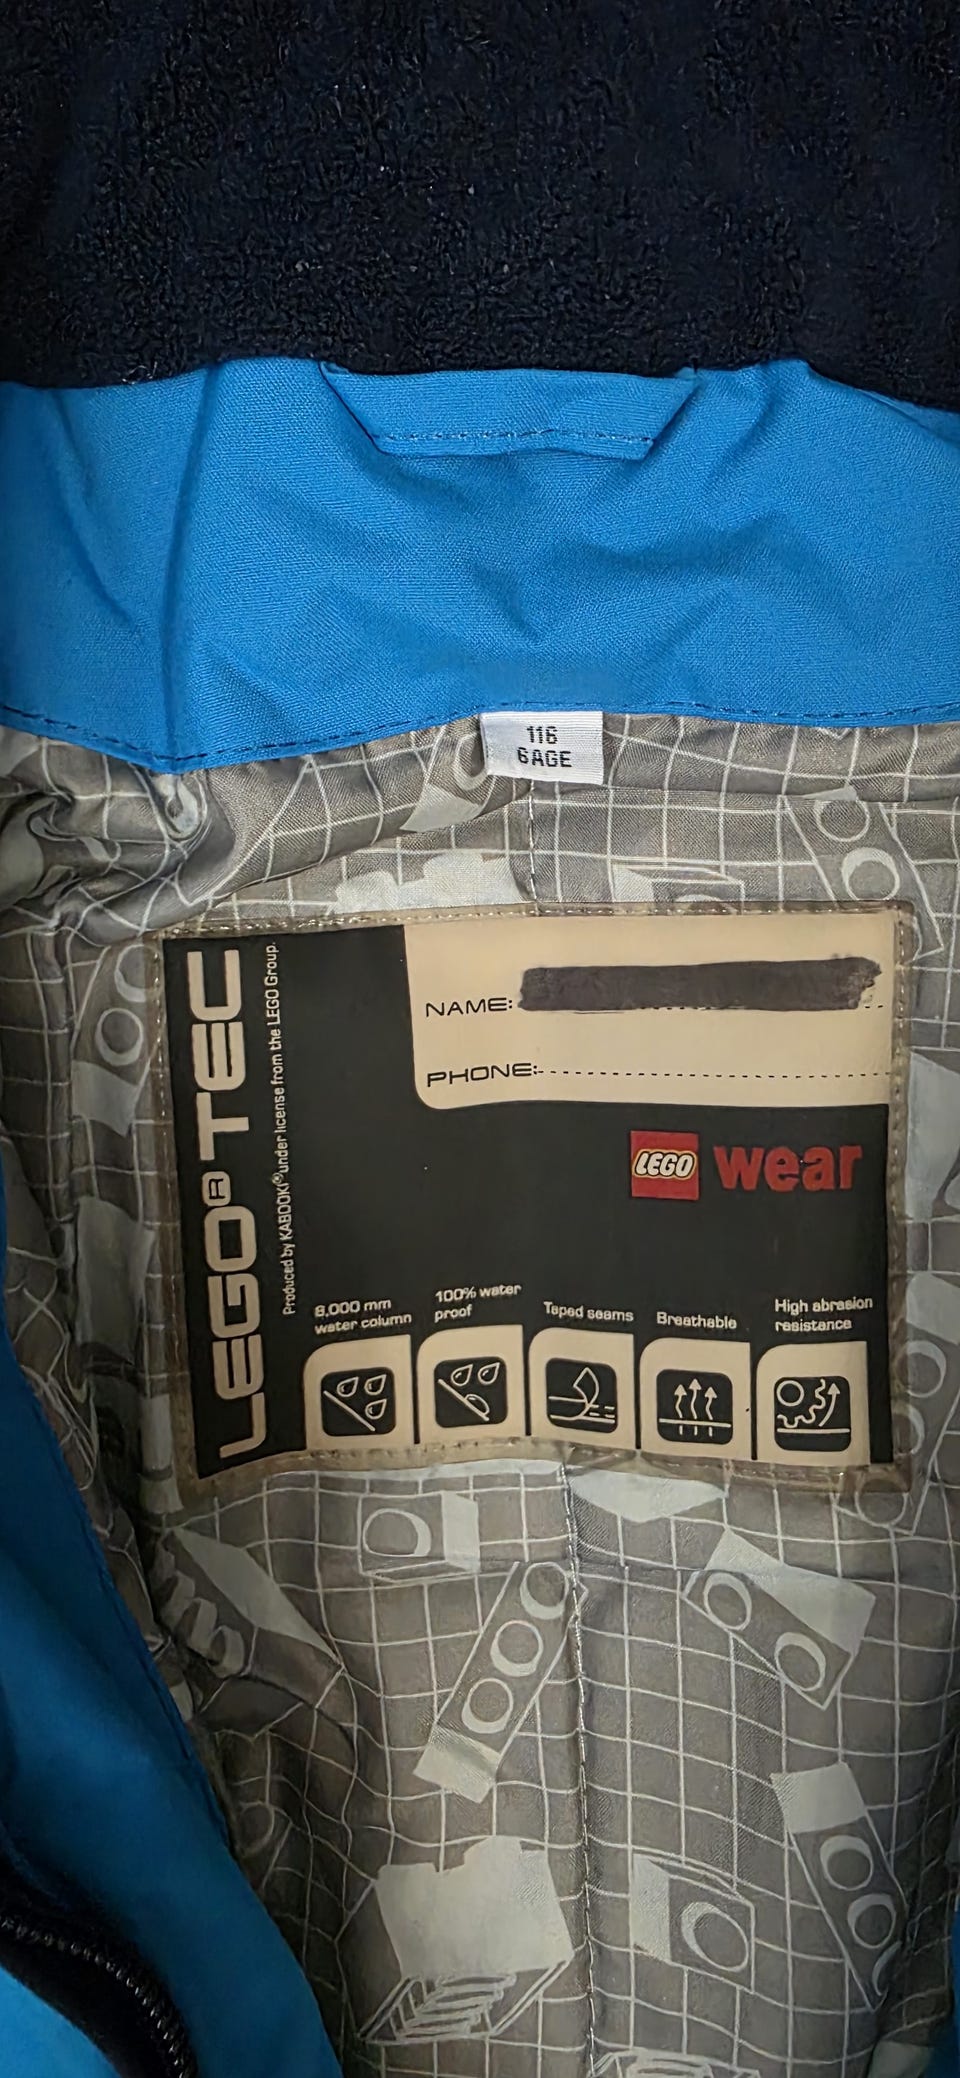 116
6AGE
LEGO® TEC
Produced by KABOOKI® under license from the LEGO Group.
NAME:
PHONE:
LEGO wear
8,000 mm
water column
100% water
proof
Taped seams
Breathable
High abrasion
resistance